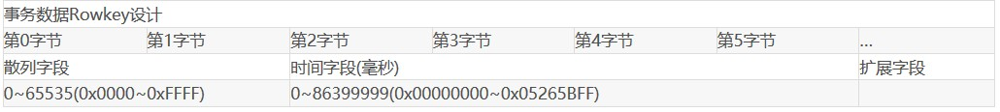 事务数据Rowkey设计
第0字节 第1字节 第2字节 第3字节 第4字节 第5字节 ...
散列字段 时间字段(毫秒) 扩展字段
0~65535(0x0000~0xFFFF) 0~86399999(0x00000000~0x05265BFF)